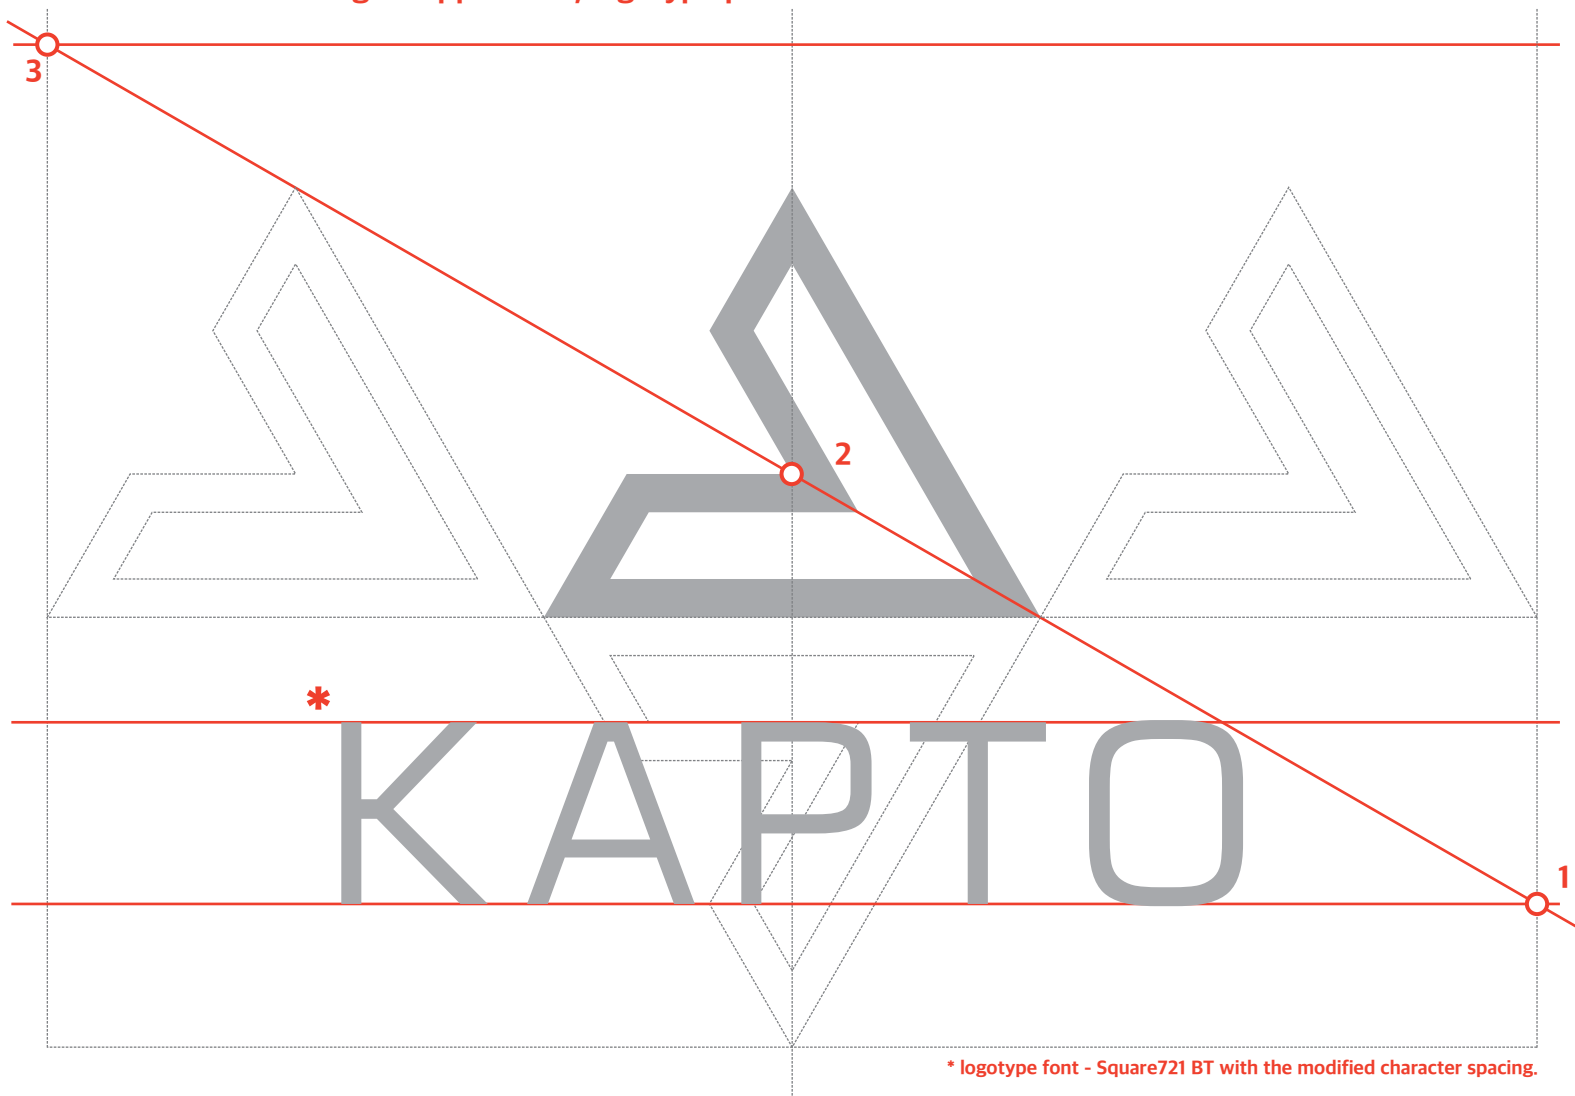 3
2
*
KAPTO
1
* logotype font - Square721 BT with the modified character spacing.